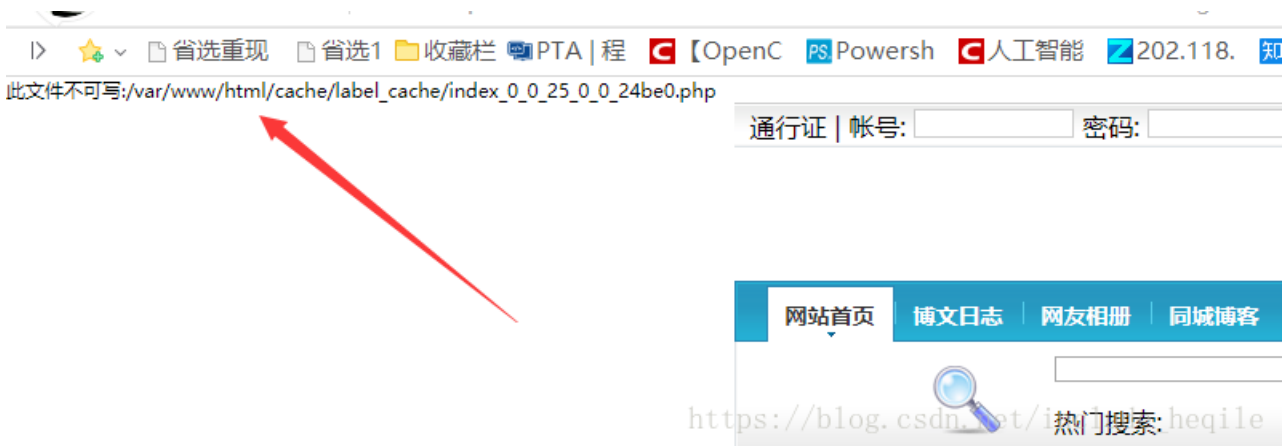 省选重现 省选1 收藏栏 PTA | 程 【OpenC PS Powersh 人工智能 202.118. 知
此文件不可写:/var/www/html/cache/label_cache/index_0_0_25_0_0_24be0.php
通行证 | 帐号: 密码:
网站首页 博文日志 网友相册 同城博客
热门搜索:
https://blog.csdn.net/ heqile